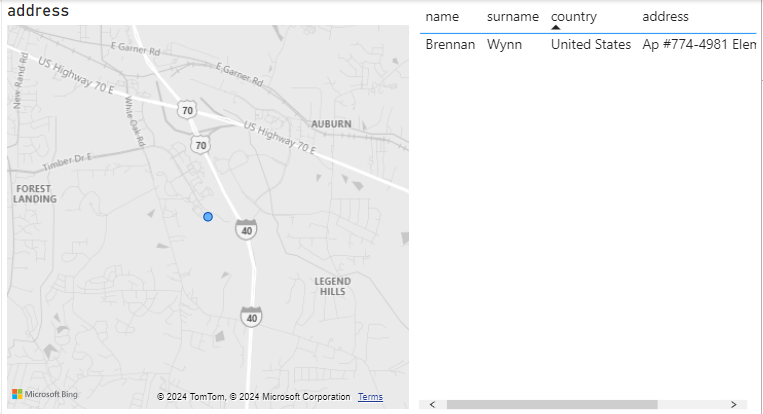 address
E Garner Rd
US Highway 70 E
New Rand Rd
E Garner Rd
White Oak Rd
70
US Highway 70 E
AUBURN
70
Timber Dr E
FOREST
LANDING
40
LEGEND
HILLS
40
Microsoft Bing
© 2024 TomTom, © 2024 Microsoft Corporation Terms
name surname country address
Brennan Wynn United States Ap #774-4981 Elem